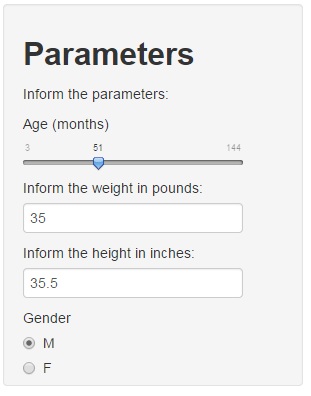 Parameters
Inform the parameters:
Age (months)
3 51 144
Inform the weight in pounds:
35
Inform the height in inches:
35.5
Gender
M
F